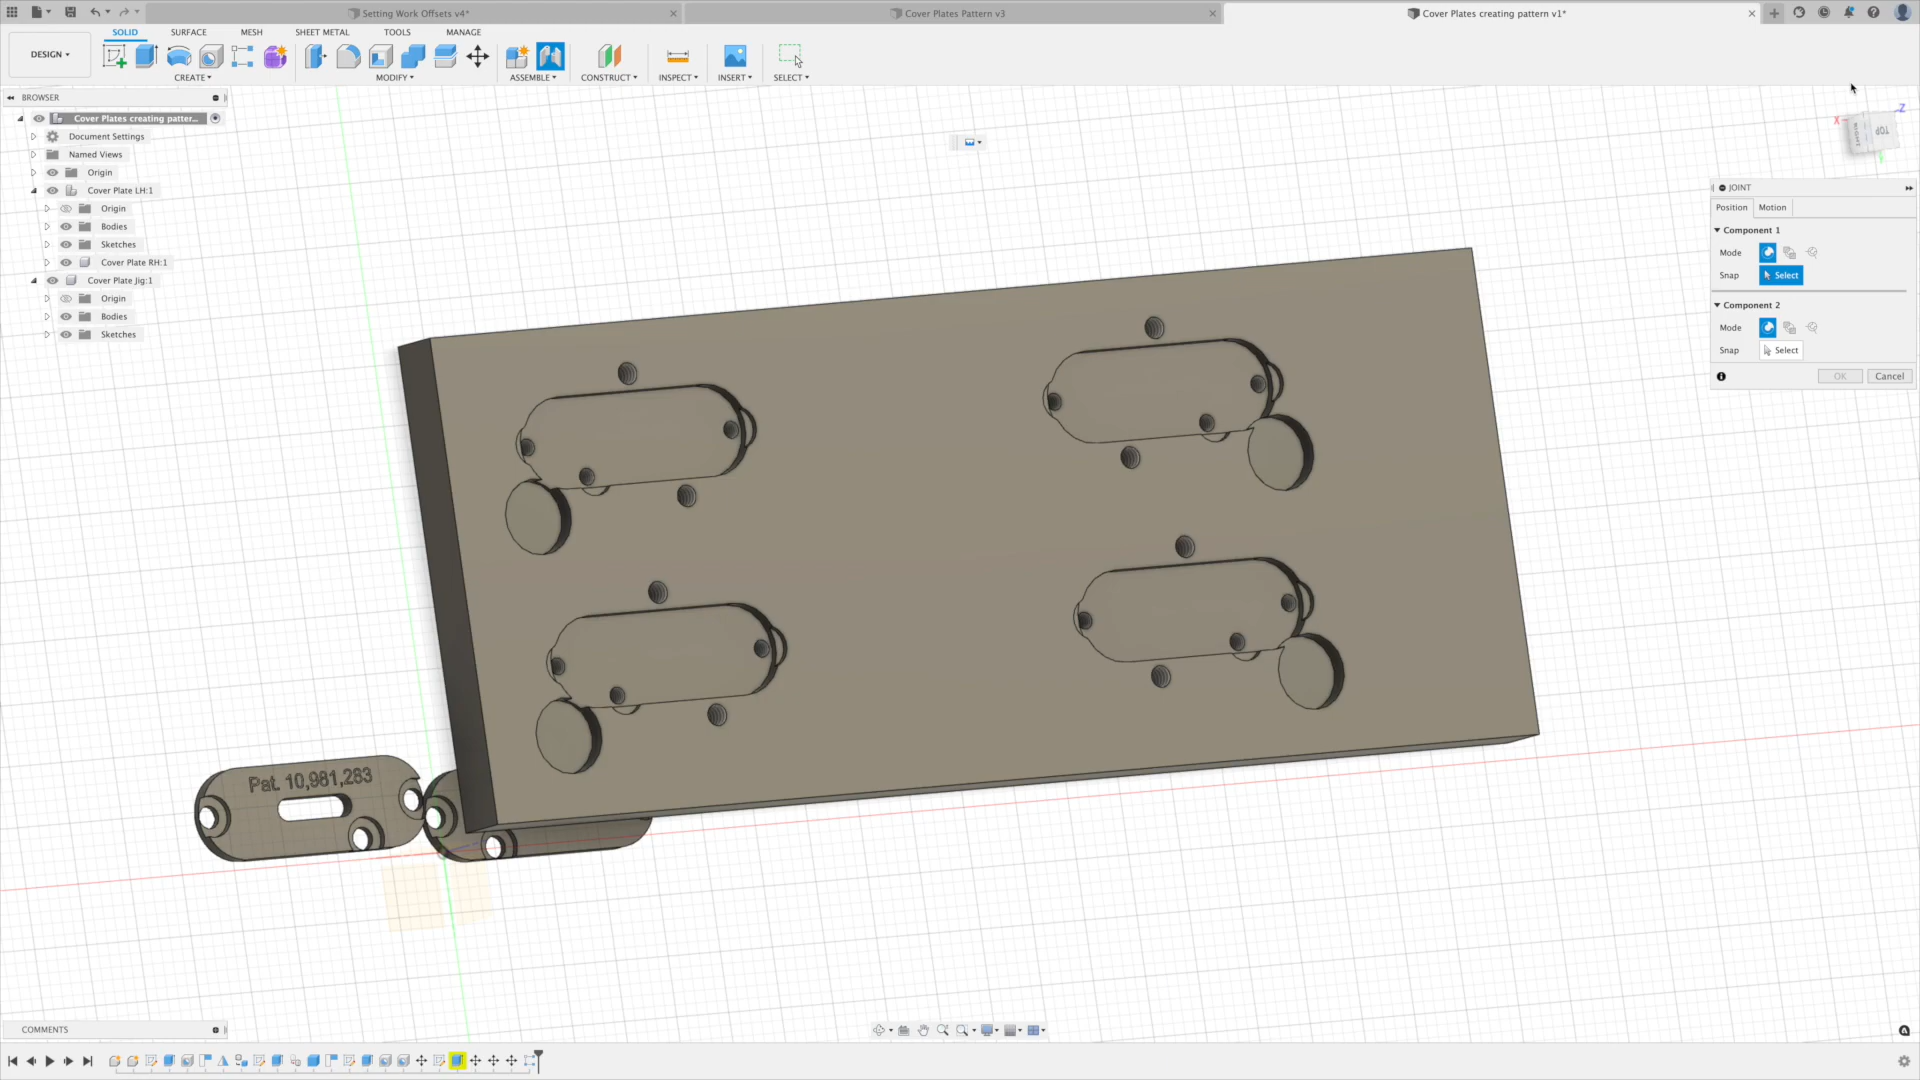 Setting Work Offsets v4*
Cover Plates Pattern v3
Cover Plates creating pattern v1*
DESIGN
SOLID
SURFACE
MESH
SHEET METAL
TOOLS
MANAGE
CREATE
MODIFY
ASSEMBLE
CONSTRUCT
INSPECT
INSERT
SELECT
BROWSER
Cover Plates creating patter...
Document Settings
Named Views
Origin
Cover Plate LH:1
Origin
Bodies
Sketches
Cover Plate RH:1
Cover Plate Jig:1
Origin
Bodies
Sketches
Z
X
Y
TOP
RIGHT
JOINT
Position
Motion
Component 1
Mode
Snap
Select
Component 2
Mode
Snap
Select
OK
Cancel
Pat. 10,981,283
COMMENTS